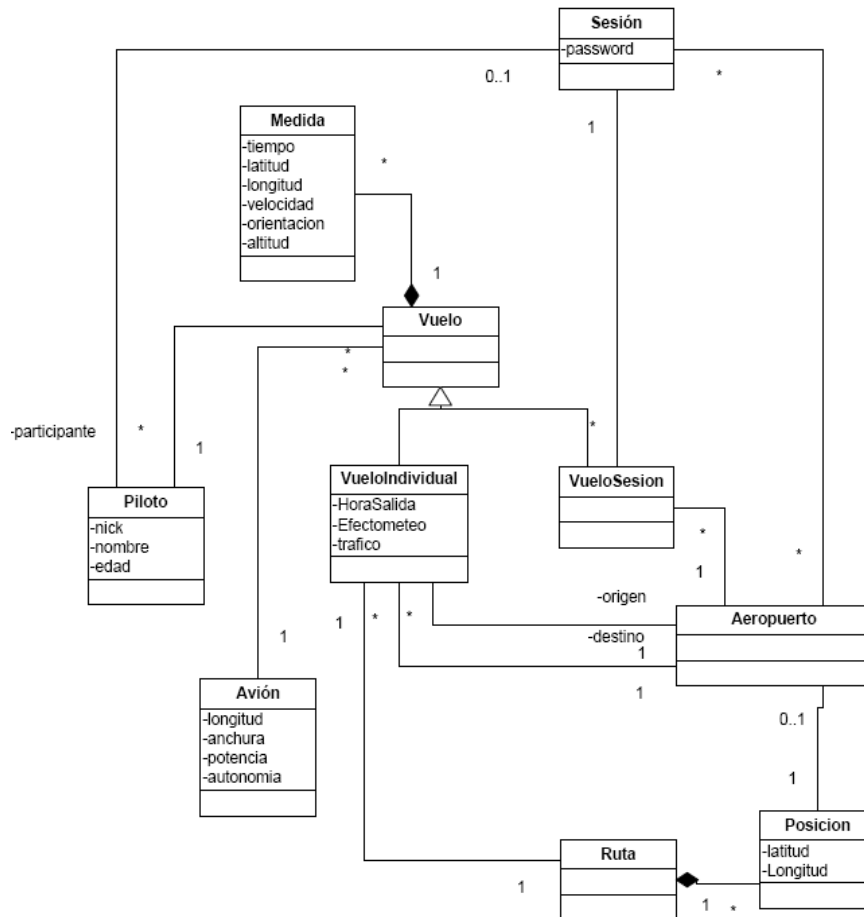 Sesión
-password
0..1
*
1
Medida
-tiempo
-latitud
-longitud
-velocidad
-orientacion
-altitud
*
1
Vuelo
*
*
-participante
*
1
*
Piloto
-nick
-nombre
-edad
VueloIndividual
-HoraSalida
-Efectometeo
-trafico
VueloSesion
*
*
1
-origen
1
*
*
Aeropuerto
-destino
1
1
1
Avión
-longitud
-anchura
-potencia
-autonomia
0..1
1
Posicion
-latitud
-Longitud
Ruta
1
1
*